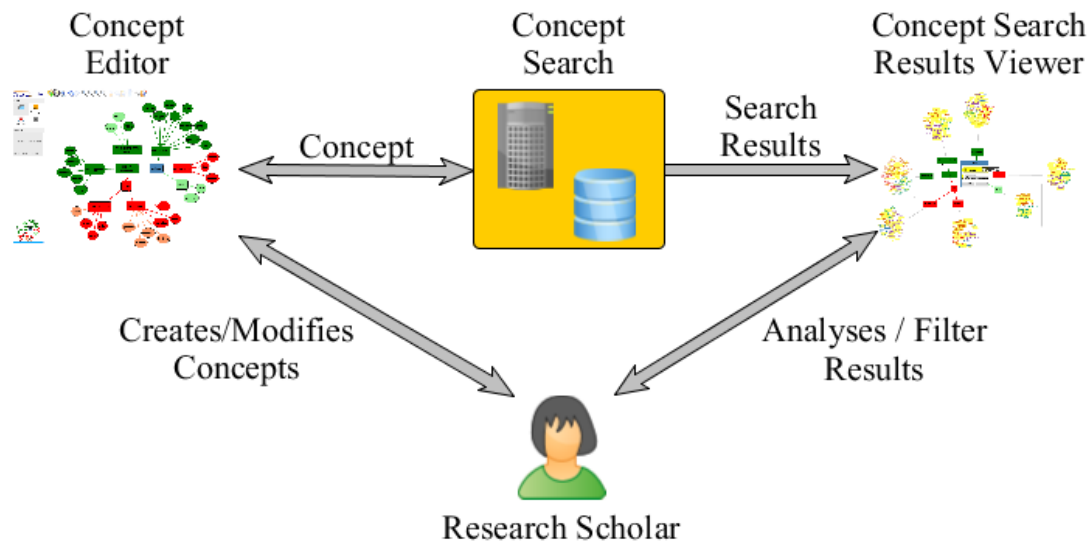 Concept
Editor
Concept
Search
Concept Search
Results Viewer
Concept
Search
Results
Creates/Modifies
Concepts
Analyses / Filter
Results
Research Scholar